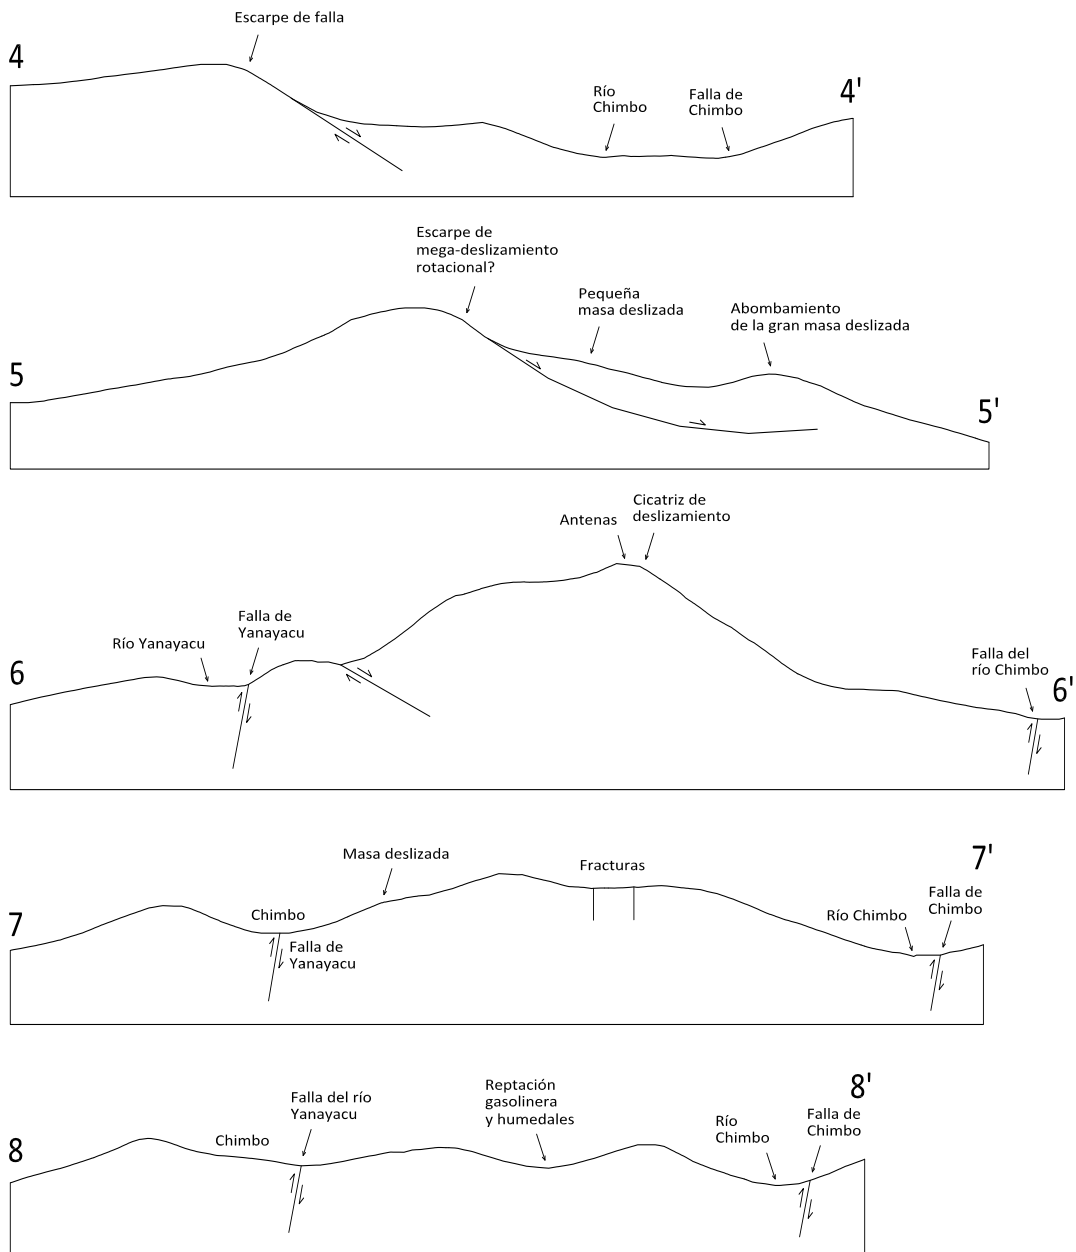 Escarpe de falla
4
Río
Chimbo
Falla de
Chimbo
4'
Escarpe de
mega-deslizamiento
rotacional?
Pequeña
masa deslizada
Abombamiento
de la gran masa deslizada
5
5'
Antenas
Cicatriz de
deslizamiento
Río Yanayacu
Falla de
Yanayacu
Falla del
río Chimbo
6
6'
Masa deslizada
Fracturas
7'
Chimbo
Falla de
Yanayacu
Río Chimbo
Falla de
Chimbo
7
Reptación
gasolinera
y humedales
8'
Falla del río
Yanayacu
Chimbo
Río
Chimbo
Falla de
Chimbo
8